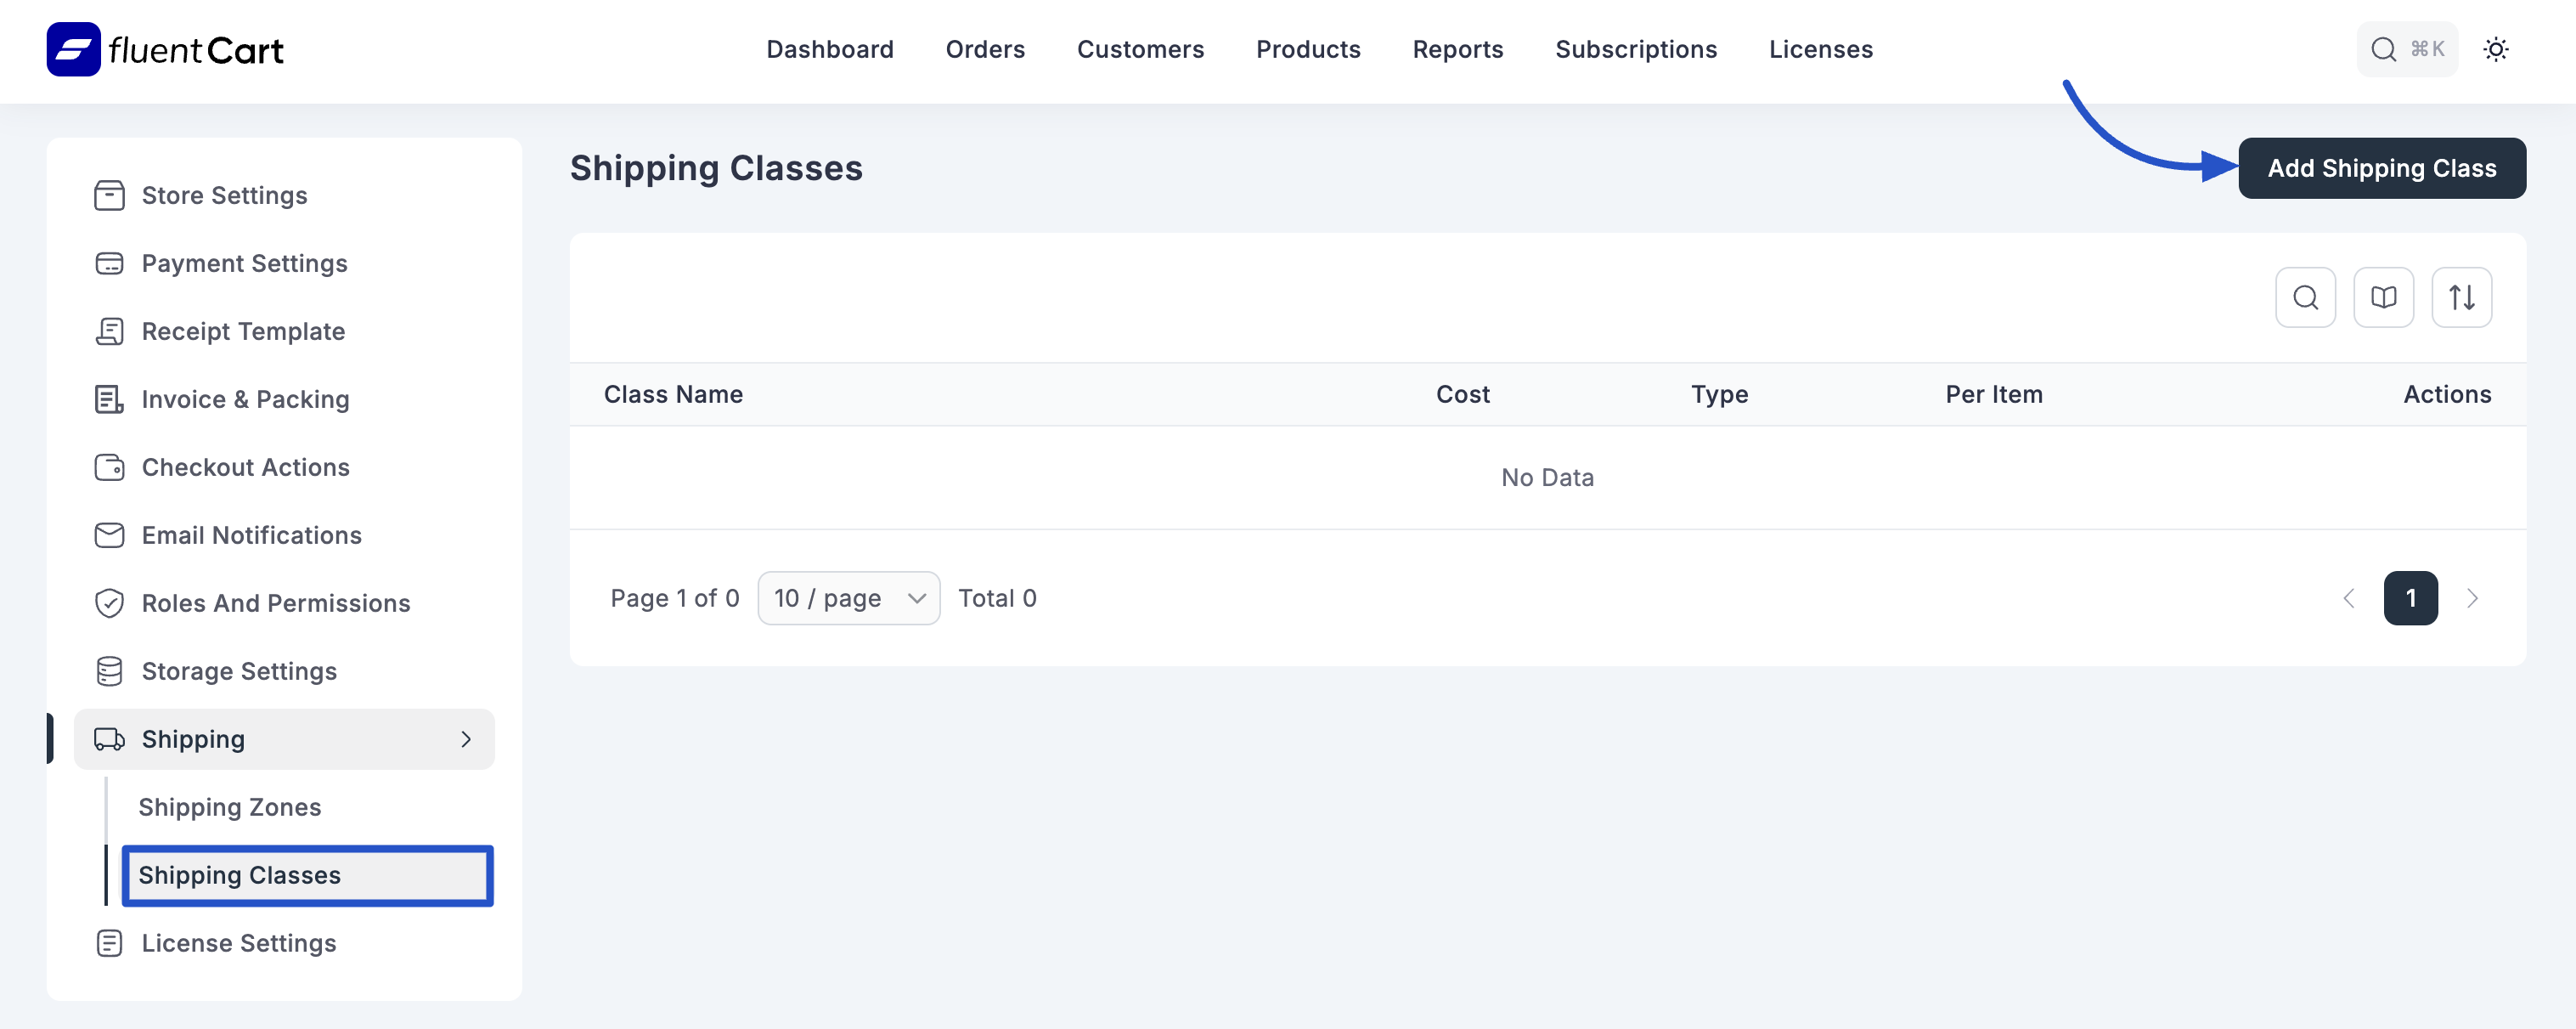 fluentCart
Dashboard Orders Customers Products Reports Subscriptions Licenses
⌘K
Store Settings
Payment Settings
Receipt Template
Invoice & Packing
Checkout Actions
Email Notifications
Roles And Permissions
Storage Settings
Shipping
Shipping Zones
Shipping Classes
License Settings
Shipping Classes
Add Shipping Class
Class Name Cost Type Per Item Actions
No Data
Page 1 of 0 10 / page Total 0
1